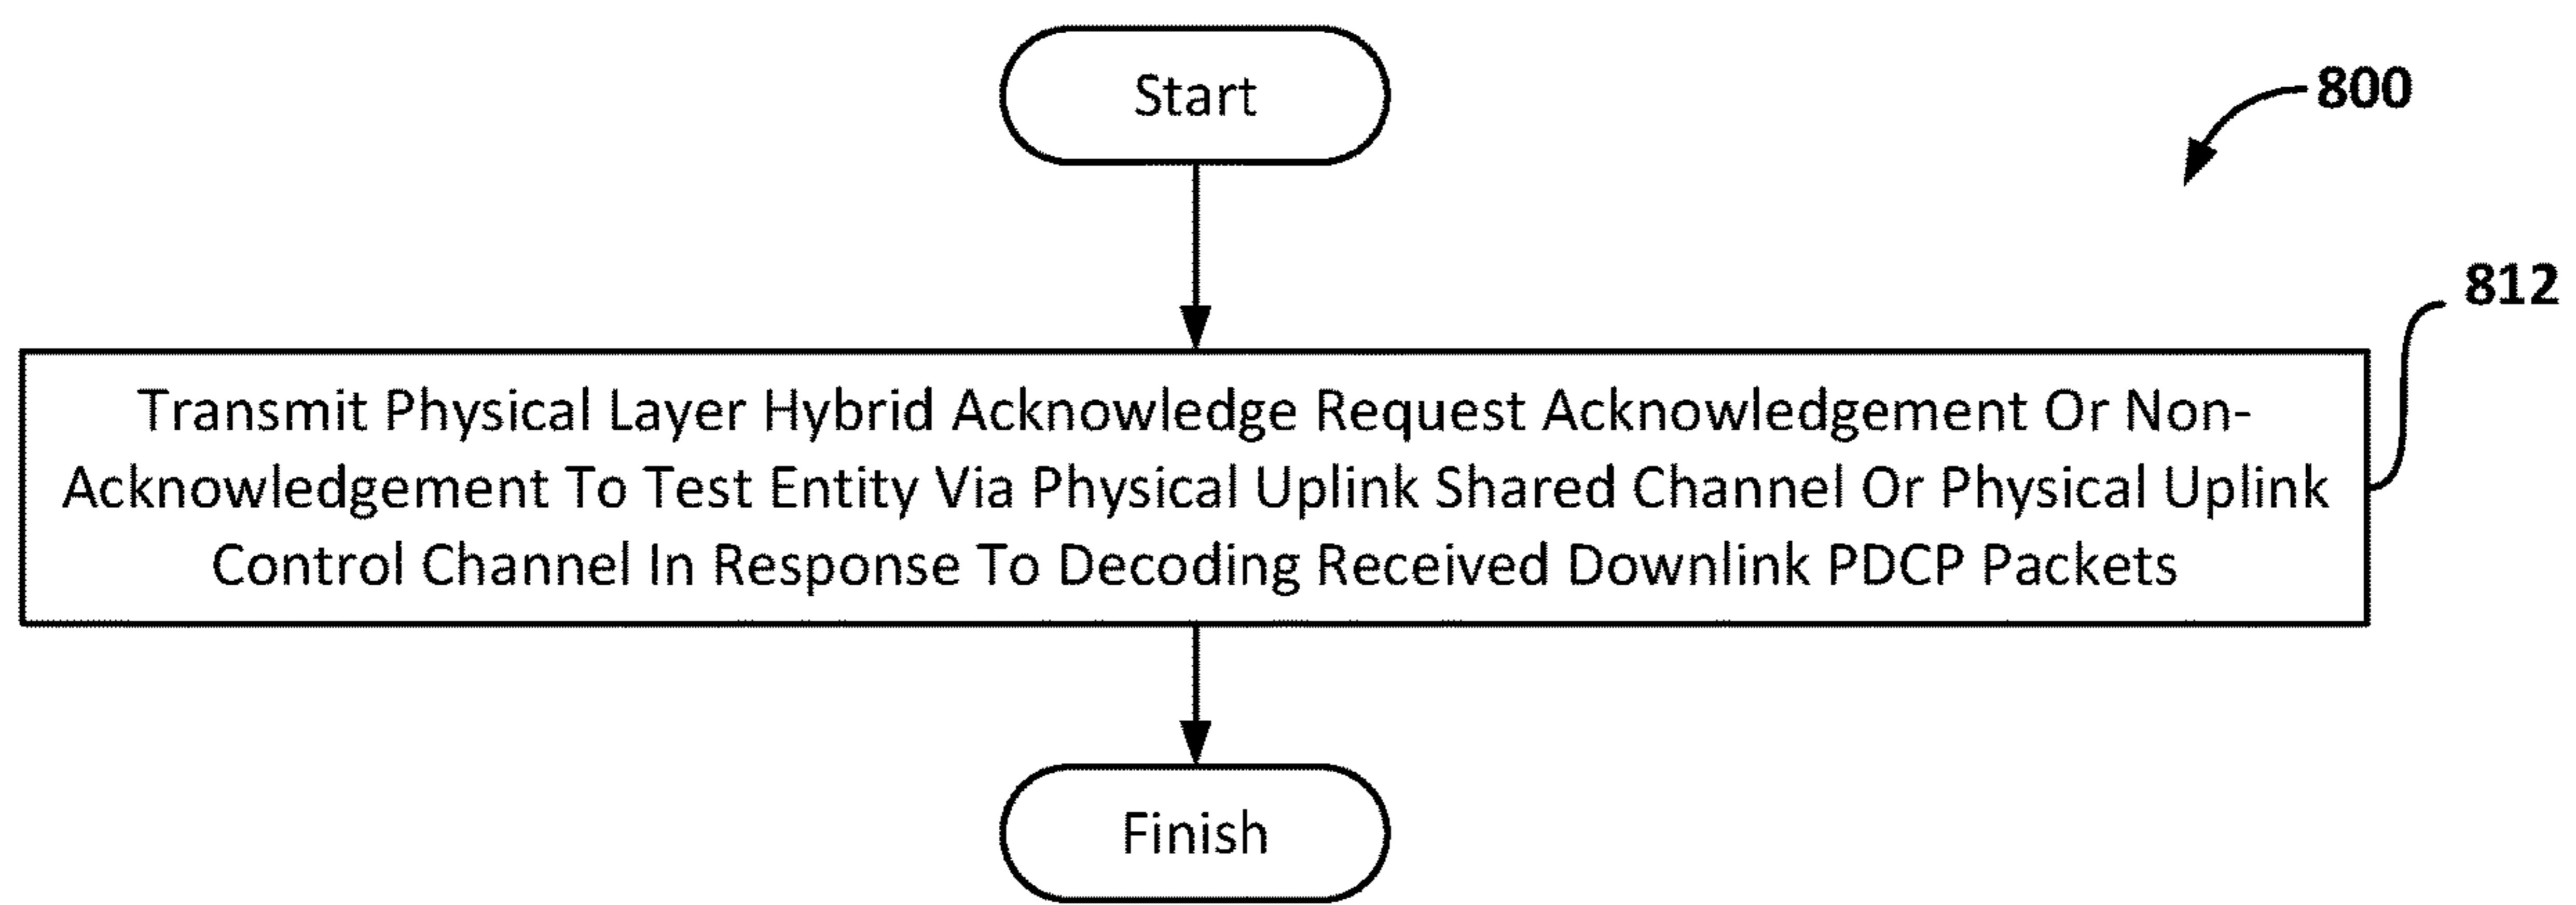 Start
800
812
Transmit Physical Layer Hybrid Acknowledge Request Acknowledgement Or Non-
Acknowledgement To Test Entity Via Physical Uplink Shared Channel Or Physical Uplink
Control Channel In Response To Decoding Received Downlink PDCP Packets
Finish